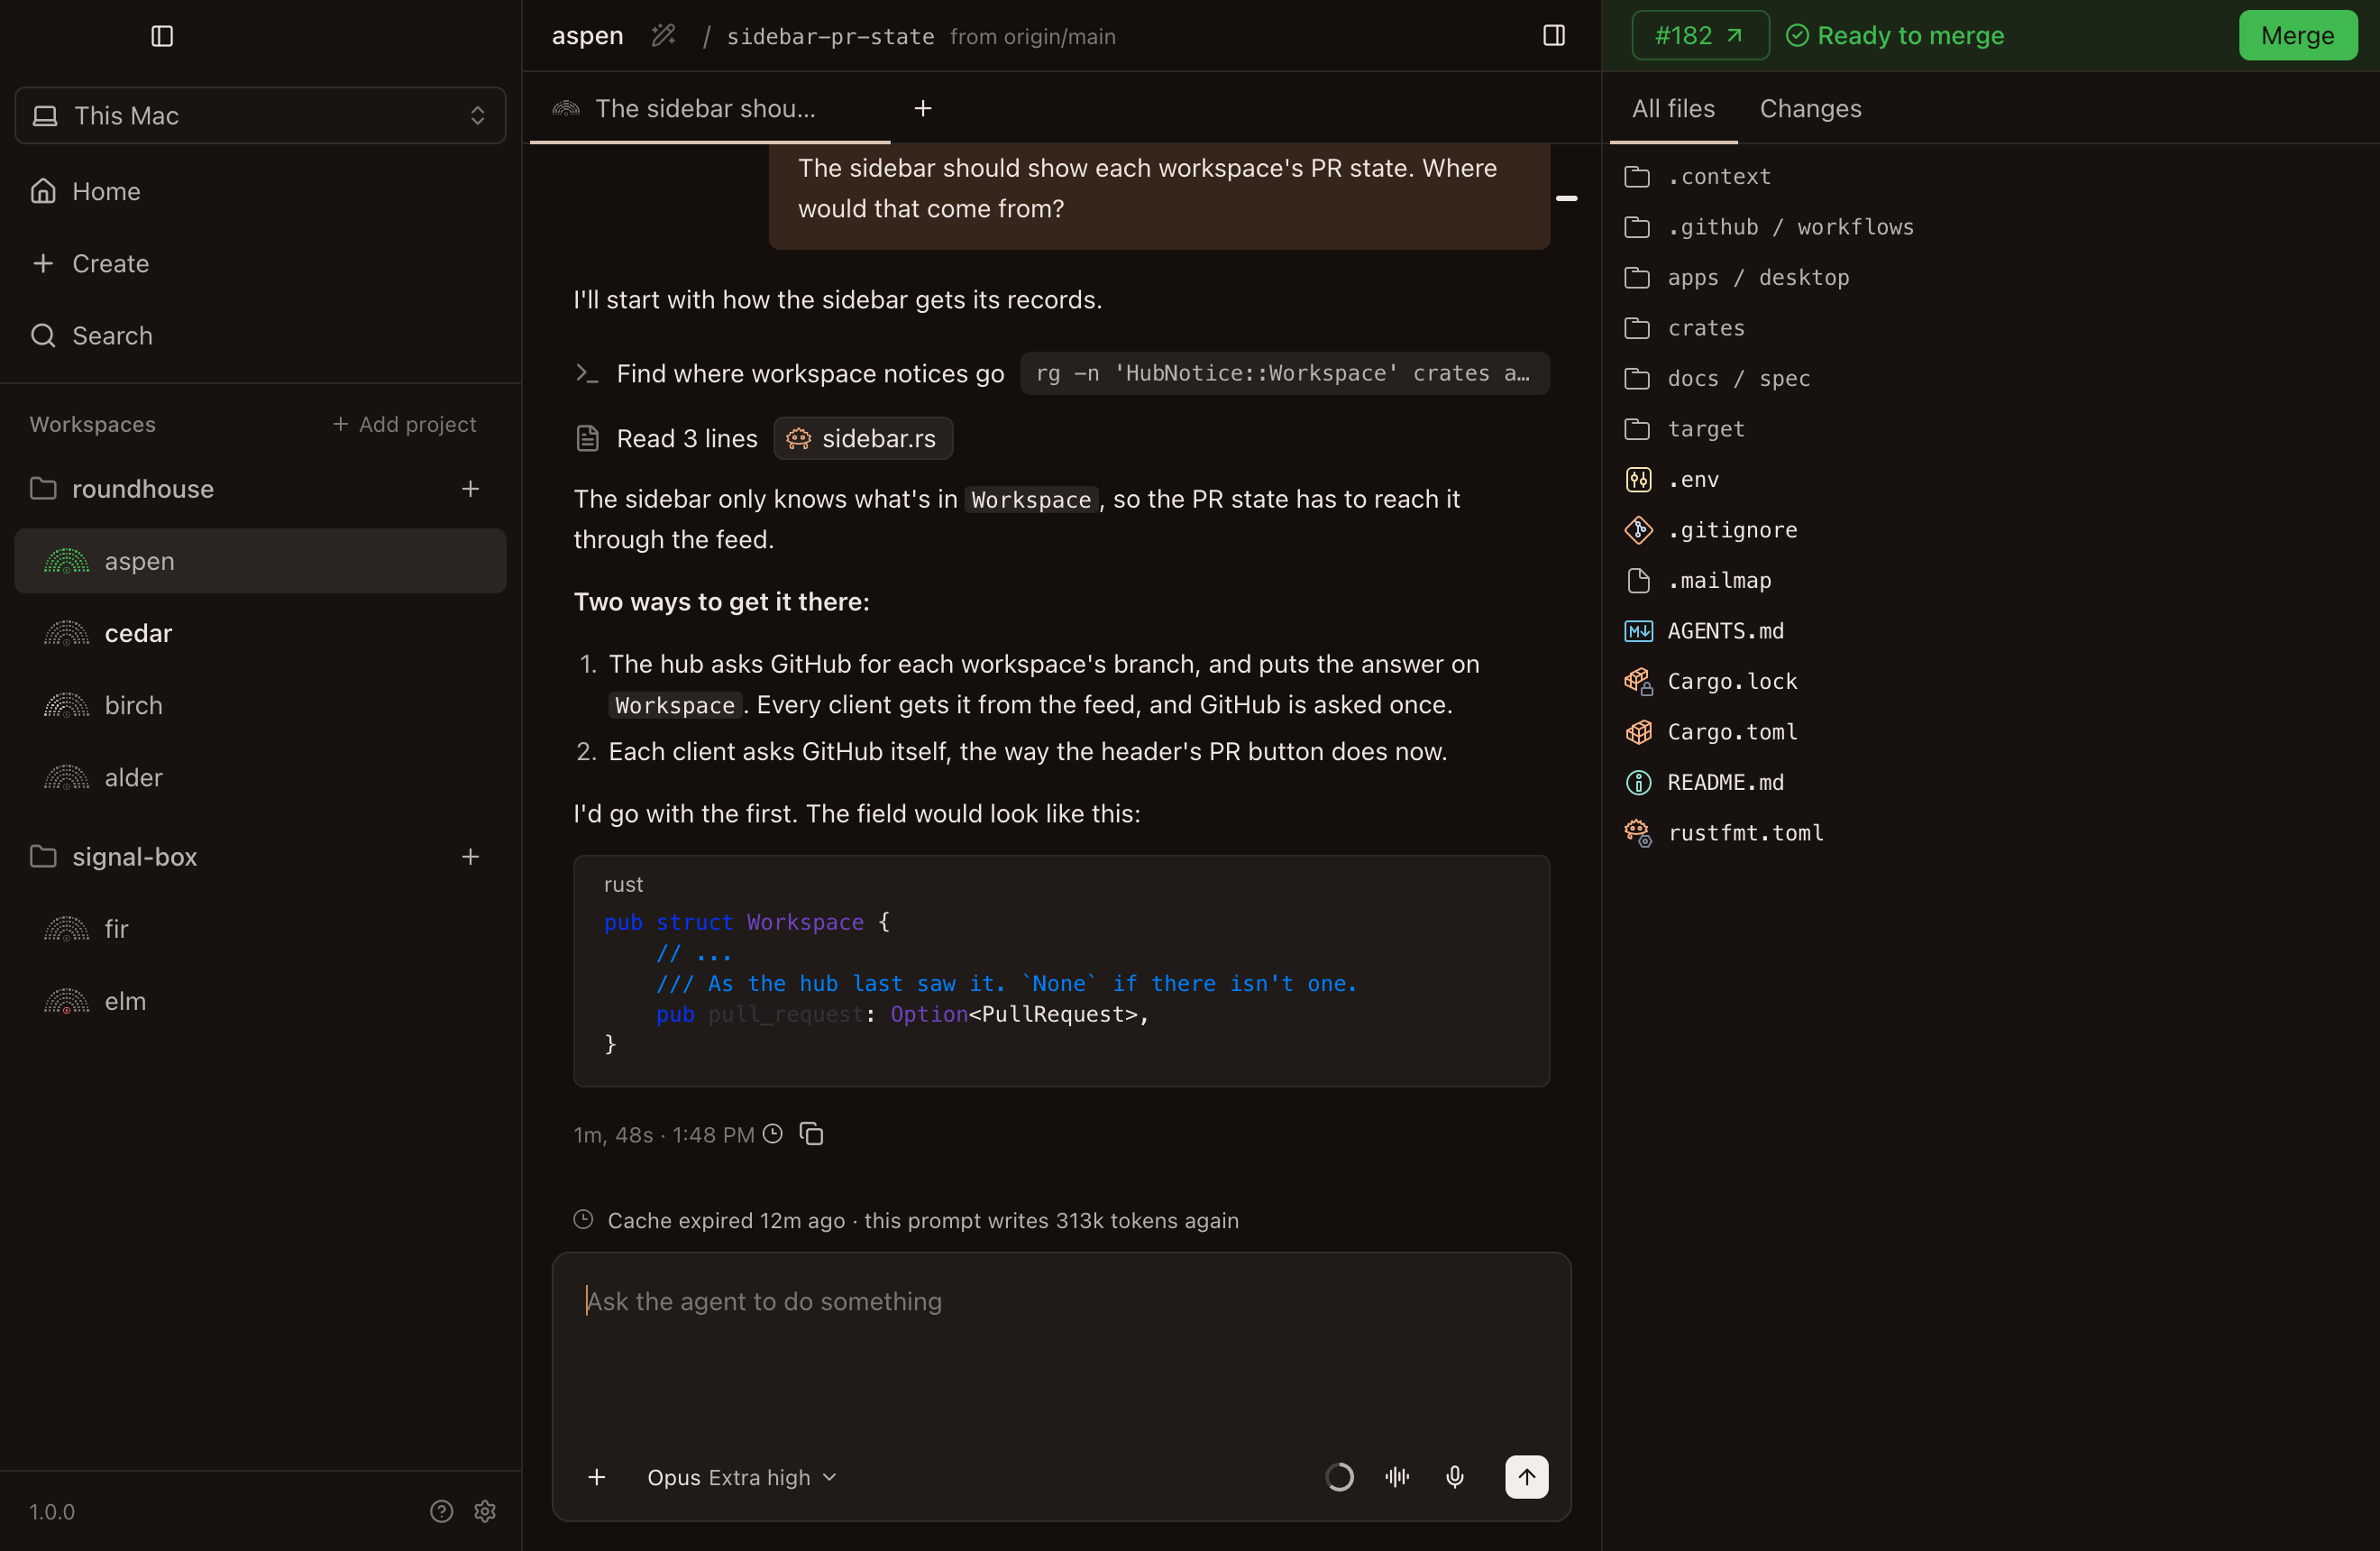 This Mac
Home
Create
Search
Workspaces
Add project
roundhouse
aspen
cedar
birch
alder
signal-box
fir
elm
1.0.0
aspen / sidebar-pr-state from origin/main
The sidebar shou...
The sidebar should show each workspace's PR state. Where
would that come from?
I'll start with how the sidebar gets its records.
Find where workspace notices go rg -n 'HubNotice::Workspace' crates a…
Read 3 lines sidebar.rs
The sidebar only knows what's in Workspace, so the PR state has to reach it
through the feed.
Two ways to get it there:
1. The hub asks GitHub for each workspace's branch, and puts the answer on
Workspace. Every client gets it from the feed, and GitHub is asked once.
2. Each client asks GitHub itself, the way the header's PR button does now.
I'd go with the first. The field would look like this:
rust
pub struct Workspace {
// ...
/// As the hub last saw it. `None` if there isn't one.
pub pull_request: Option<PullRequest>,
}
1m, 48s · 1:48 PM
Cache expired 12m ago · this prompt writes 313k tokens again
Ask the agent to do something
Opus Extra high
#182
Ready to merge
Merge
All files
Changes
.context
.github / workflows
apps / desktop
crates
docs / spec
target
.env
.gitignore
.mailmap
AGENTS.md
Cargo.lock
Cargo.toml
README.md
rustfmt.toml